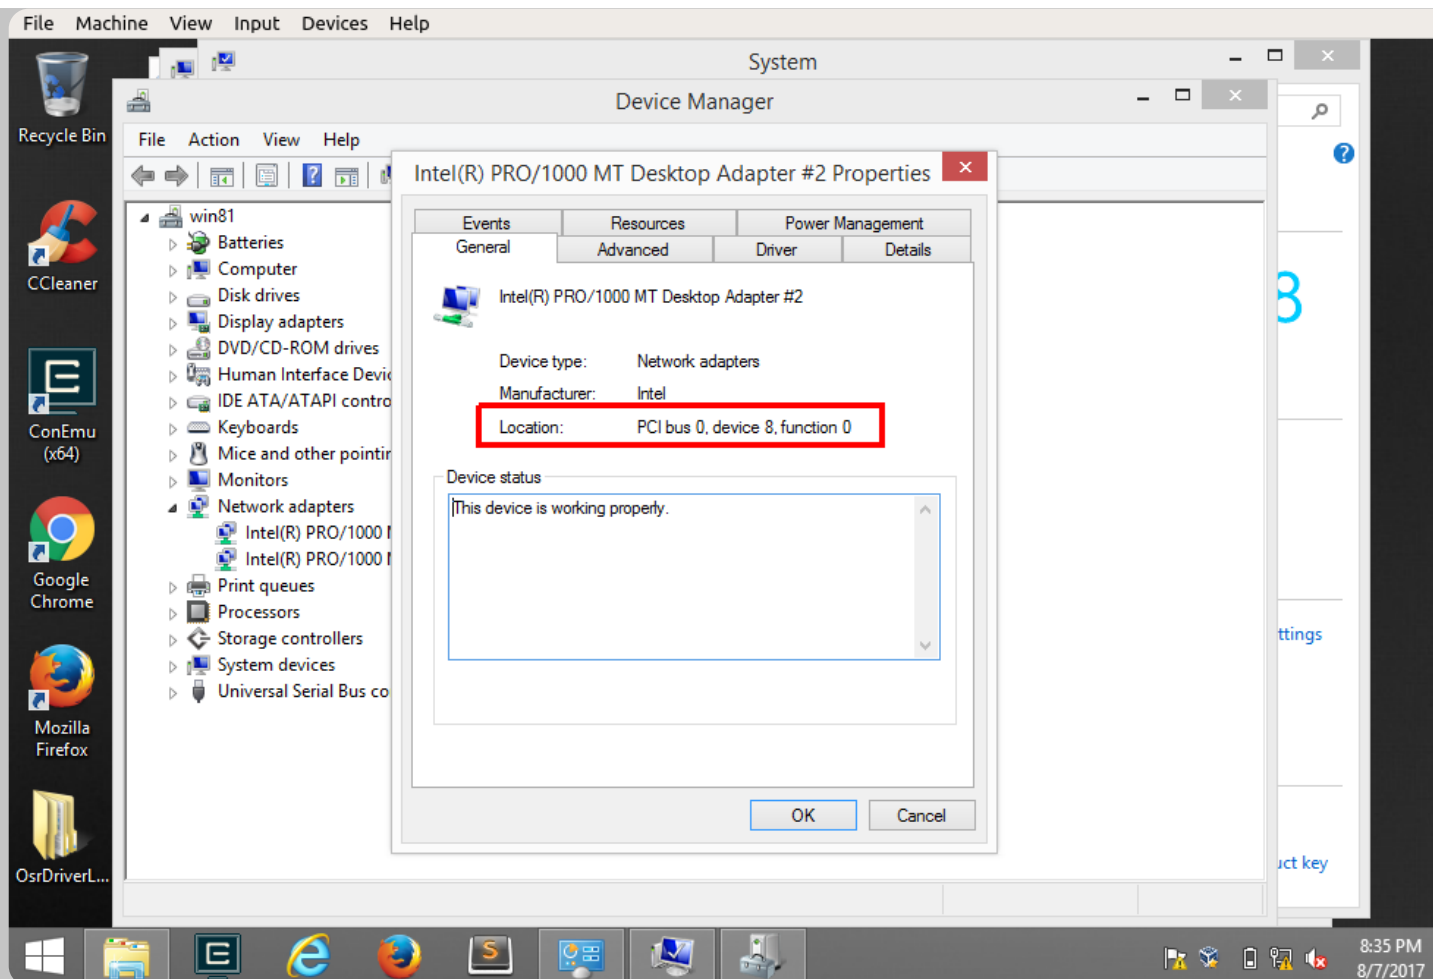 File Machine View Input Devices Help
System
Device Manager
Recycle Bin
File Action View Help
Intel(R) PRO/1000 MT Desktop Adapter #2 Properties
win81
Batteries
Computer
Disk drives
Display adapters
DVD/CD-ROM drives
Human Interface Devic
IDE ATA/ATAPI contro
Keyboards
Mice and other pointin
Monitors
Network adapters
Intel(R) PRO/1000 M
Intel(R) PRO/1000 M
Print queues
Processors
Storage controllers
System devices
Universal Serial Bus co
Events Resources Power Management
General Advanced Driver Details
Intel(R) PRO/1000 MT Desktop Adapter #2
Device type: Network adapters
Manufacturer: Intel
Location: PCI bus 0, device 8, function 0
Device status
This device is working properly.
OK Cancel
CCleaner
ConEmu
(x64)
Google
Chrome
Mozilla
Firefox
OsrDriverL...
8
ttings
uct key
8:35 PM
8/7/2017